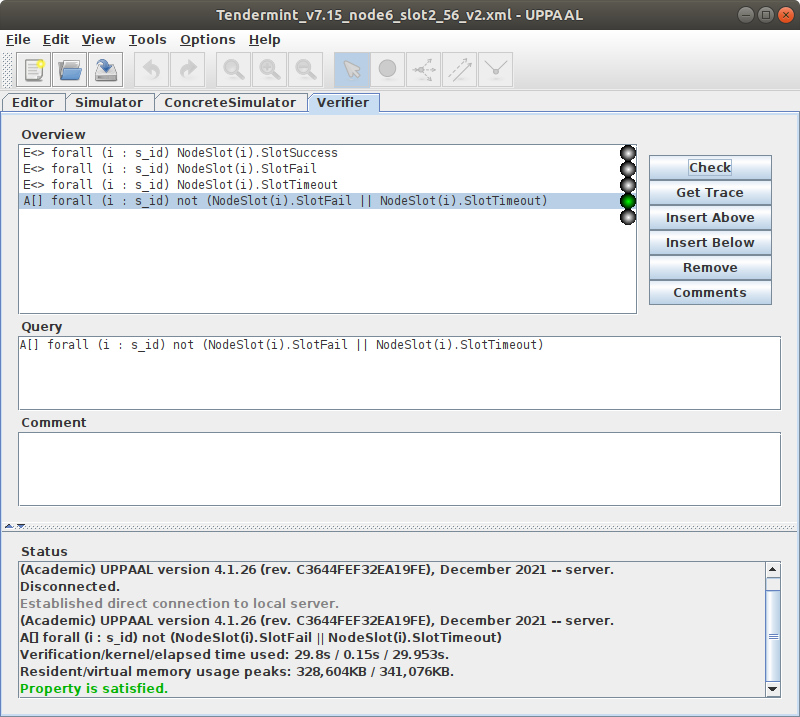 Tendermint_v7.15_node6_slot2_56_v2.xml - UPPAAL
File Edit View Tools Options Help
Editor Simulator ConcreteSimulator Verifier
Overview
E<> forall (i : s_id) NodeSlot(i).SlotSuccess
E<> forall (i : s_id) NodeSlot(i).SlotFail
E<> forall (i : s_id) NodeSlot(i).SlotTimeout
A[] forall (i : s_id) not (NodeSlot(i).SlotFail || NodeSlot(i).SlotTimeout)
Check
Get Trace
Insert Above
Insert Below
Remove
Comments
Query
A[] forall (i : s_id) not (NodeSlot(i).SlotFail || NodeSlot(i).SlotTimeout)
Comment
Status
(Academic) UPPAAL version 4.1.26 (rev. C3644FEF32EA19FE), December 2021 -- server.
Disconnected.
Established direct connection to local server.
(Academic) UPPAAL version 4.1.26 (rev. C3644FEF32EA19FE), December 2021 -- server.
A[] forall (i : s_id) not (NodeSlot(i).SlotFail || NodeSlot(i).SlotTimeout)
Verification/kernel/elapsed time used: 29.8s / 0.15s / 29.953s.
Resident/virtual memory usage peaks: 328,604KB / 341,076KB.
Property is satisfied.